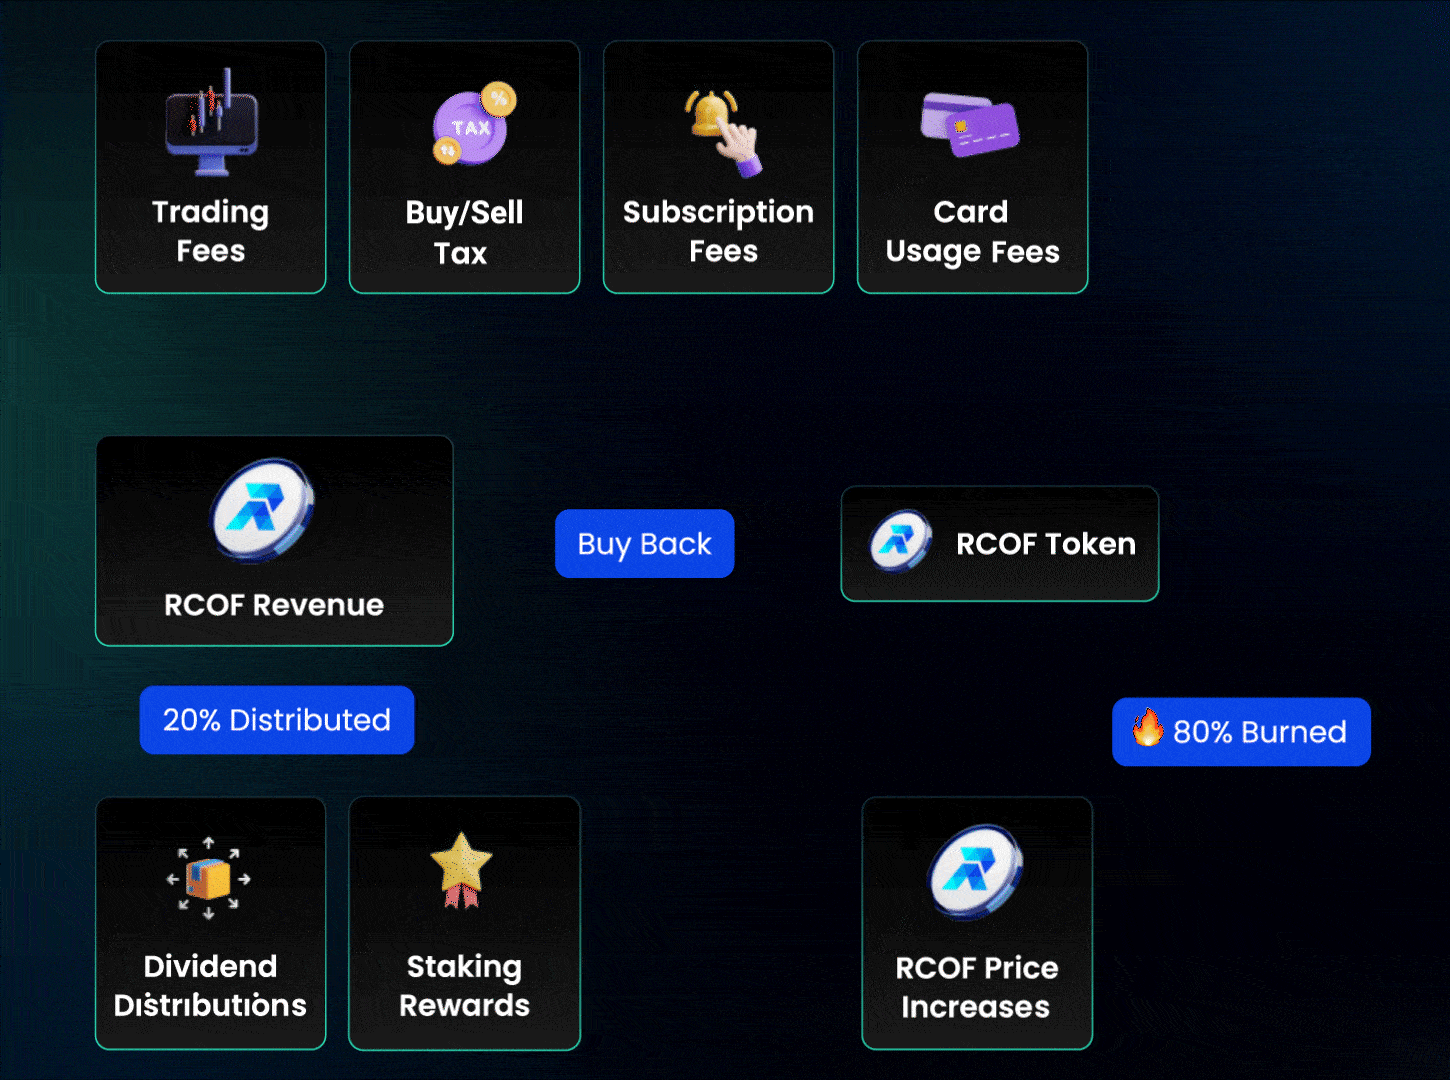 Trading
Fees
TAX
%
Buy/Sell
Tax
Subscription
Fees
Card
Usage Fees
RCOF Revenue
Buy Back
RCOF Token
20% Distributed
80% Burned
Dividend
Distributions
Staking
Rewards
RCOF Price
Increases